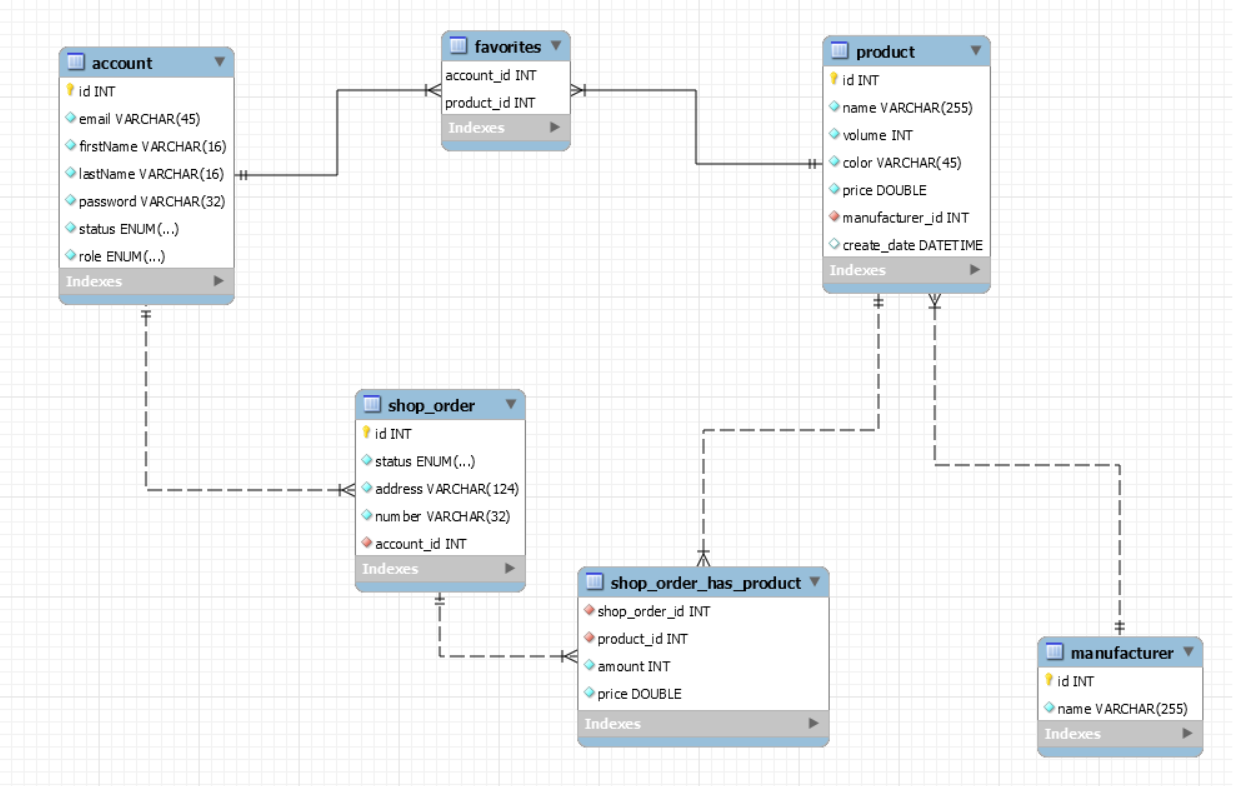 account
id INT
email VARCHAR(45)
firstName VARCHAR(16)
lastName VARCHAR(16)
password VARCHAR(32)
status ENUM(...)
role ENUM(...)
Indexes
favorites
account_id INT
product_id INT
Indexes
product
id INT
name VARCHAR(255)
volume INT
color VARCHAR(45)
price DOUBLE
manufacturer_id INT
create_date DATETIME
Indexes
shop_order
id INT
status ENUM(...)
address VARCHAR(124)
number VARCHAR(32)
account_id INT
Indexes
shop_order_has_product
shop_order_id INT
product_id INT
amount INT
price DOUBLE
Indexes
manufacturer
id INT
name VARCHAR(255)
Indexes